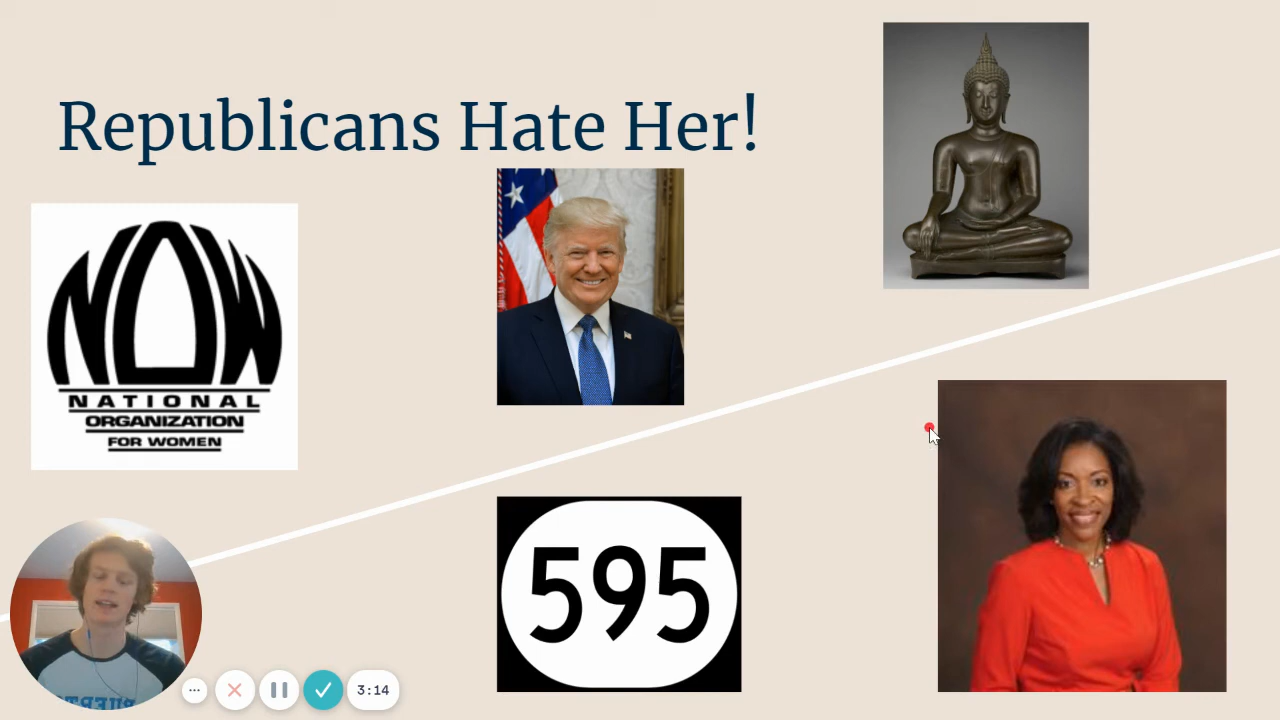 Republicans Hate Her!
NOW
NATIONAL
ORGANIZATION
FOR WOMEN
595
3:14